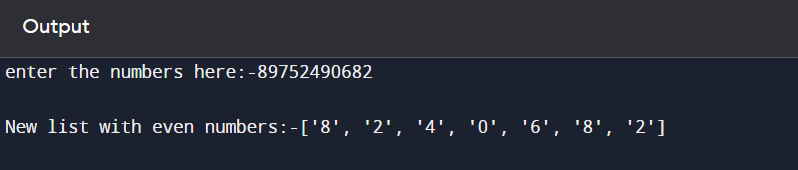 Output
enter the numbers here:-89752490682
New list with even numbers:-['8', '2', '4', '0', '6', '8', '2']